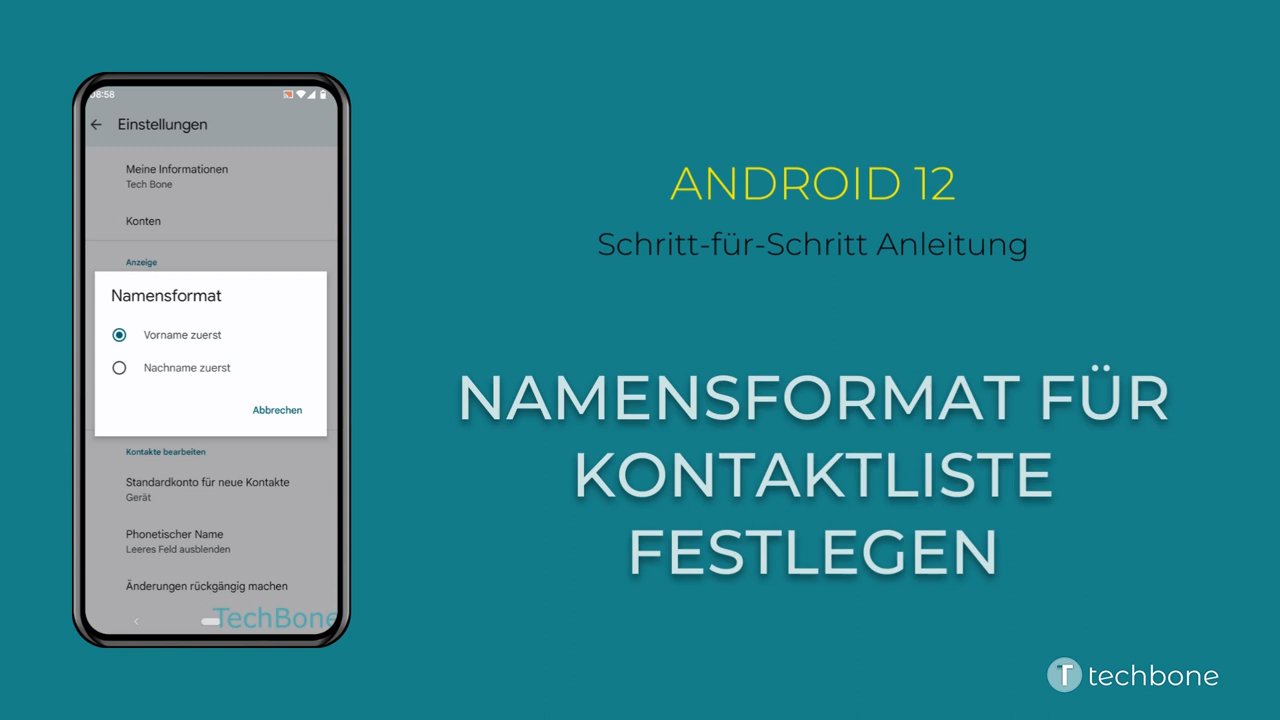 08:58
Einstellungen
Meine Informationen
Tech Bone
Konten
Anzeige
Namensformat
Vorname zuerst
Nachname zuerst
Abbrechen
Kontakte bearbeiten
Standardkonto für neue Kontakte
Gerät
Phonetischer Name
Leeres Feld ausblenden
Änderungen rückgängig machen
TechBone
ANDROID 12
Schritt-für-Schritt Anleitung
NAMENSFORMAT FÜR
KONTAKTLISTE
FESTLEGEN
techbone